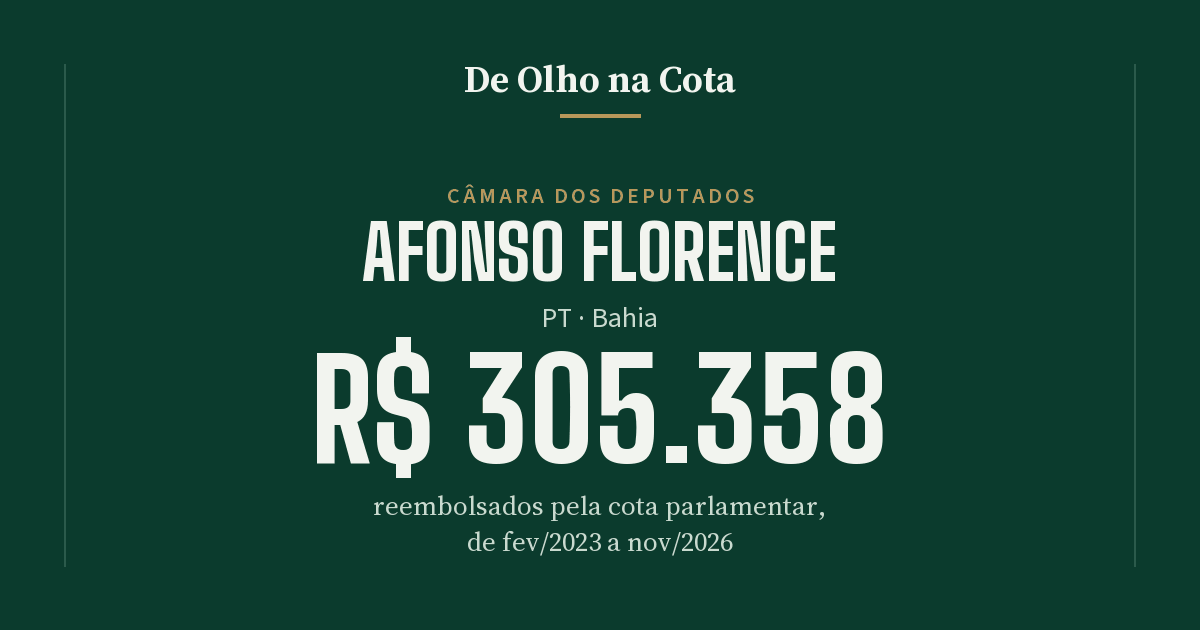 De Olho na Cota
CÂMARA DOS DEPUTADOS
AFONSO FLORENCE
PT · Bahia
R$ 305.358
reembolsados pela cota parlamentar,
de fev/2023 a nov/2026